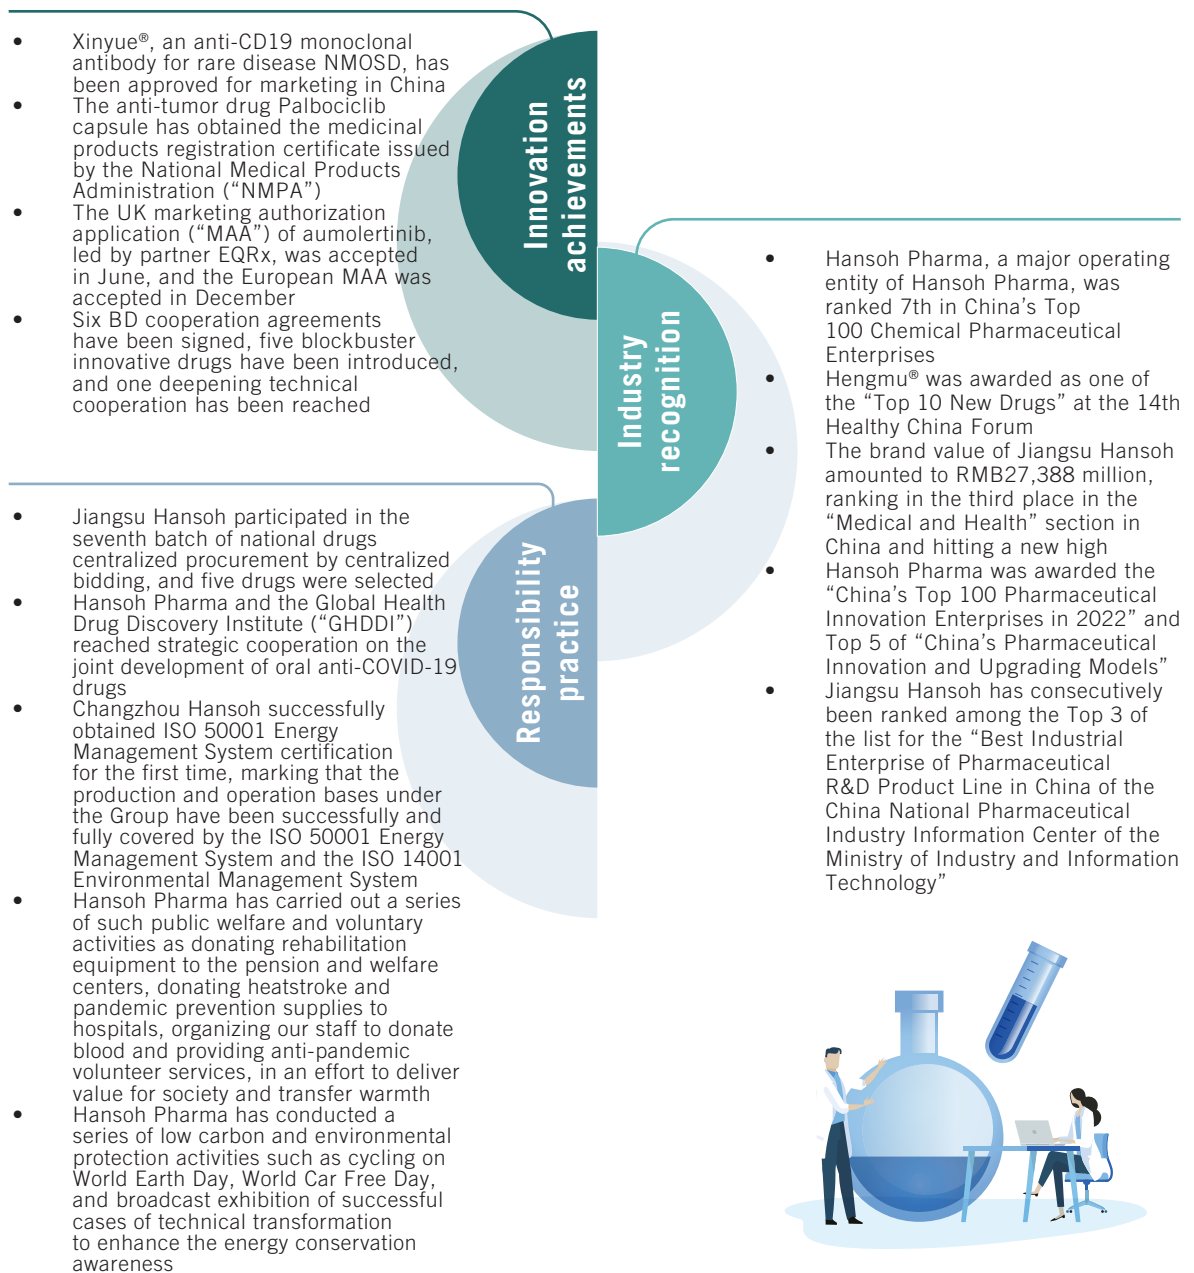 • Xinyue®, an anti-CD19 monoclonal
antibody for rare disease NMOSD, has
been approved for marketing in China
• The anti-tumor drug Palbociclib
capsule has obtained the medicinal
products registration certificate issued
by the National Medical Products
Administration (“NMPA”)
• The UK marketing authorization
application (“MAA”) of aumolertinib,
led by partner EQRx, was accepted
in June, and the European MAA was
accepted in December
• Six BD cooperation agreements
have been signed, five blockbuster
innovative drugs have been introduced,
and one deepening technical
cooperation has been reached
Innovation
achievements
Industry
recognition
• Hansoh Pharma, a major operating
entity of Hansoh Pharma, was
ranked 7th in China’s Top
100 Chemical Pharmaceutical
Enterprises
• Hengmu® was awarded as one of
the “Top 10 New Drugs” at the 14th
Healthy China Forum
• The brand value of Jiangsu Hansoh
amounted to RMB27,388 million,
ranking in the third place in the
“Medical and Health” section in
China and hitting a new high
• Hansoh Pharma was awarded the
“China’s Top 100 Pharmaceutical
Innovation Enterprises in 2022” and
Top 5 of “China’s Pharmaceutical
Innovation and Upgrading Models”
• Jiangsu Hansoh has consecutively
been ranked among the Top 3 of
the list for the “Best Industrial
Enterprise of Pharmaceutical
R&D Product Line in China of the
China National Pharmaceutical
Industry Information Center of the
Ministry of Industry and Information
Technology”
• Jiangsu Hansoh participated in the
seventh batch of national drugs
centralized procurement by centralized
bidding, and five drugs were selected
• Hansoh Pharma and the Global Health
Drug Discovery Institute (“GHDDI”)
reached strategic cooperation on the
joint development of oral anti-COVID-19
drugs
• Changzhou Hansoh successfully
obtained ISO 50001 Energy
Management System certification
for the first time, marking that the
production and operation bases under
the Group have been successfully and
fully covered by the ISO 50001 Energy
Management System and the ISO 14001
Environmental Management System
• Hansoh Pharma has carried out a series
of such public welfare and voluntary
activities as donating rehabilitation
equipment to the pension and welfare
centers, donating heatstroke and
pandemic prevention supplies to
hospitals, organizing our staff to donate
blood and providing anti-pandemic
volunteer services, in an effort to deliver
value for society and transfer warmth
• Hansoh Pharma has conducted a
series of low carbon and environmental
protection activities such as cycling on
World Earth Day, World Car Free Day,
and broadcast exhibition of successful
cases of technical transformation
to enhance the energy conservation
awareness
Responsibility
practice